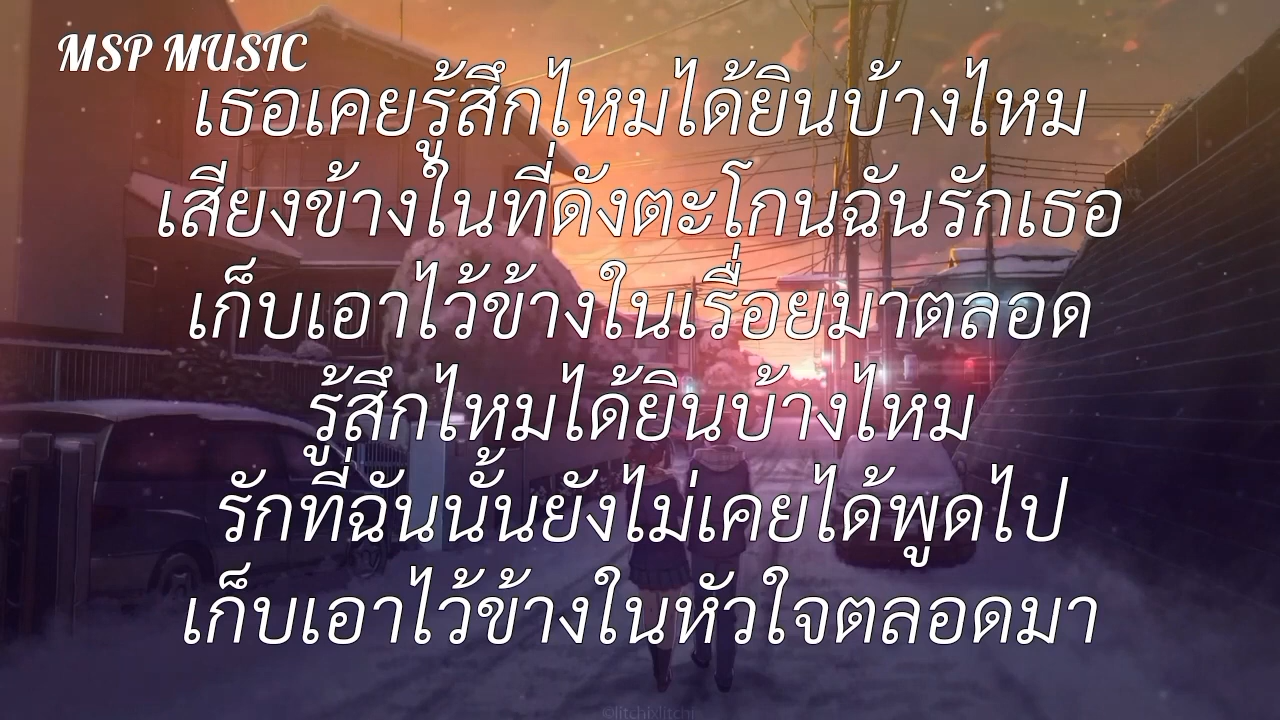 MSP MUSIC
เธอเคยรู้สึกไหมได้ยินบ้างไหม
เสียงข้างในที่ดังตะโกนฉันรักเธอ
เก็บเอาไว้ข้างในเรื่อยมาตลอด
รู้สึกไหมได้ยินบ้างไหม
รักที่ฉันนั้นยังไม่เคยได้พูดไป
เก็บเอาไว้ข้างในหัวใจตลอดมา
©litchixlitchi